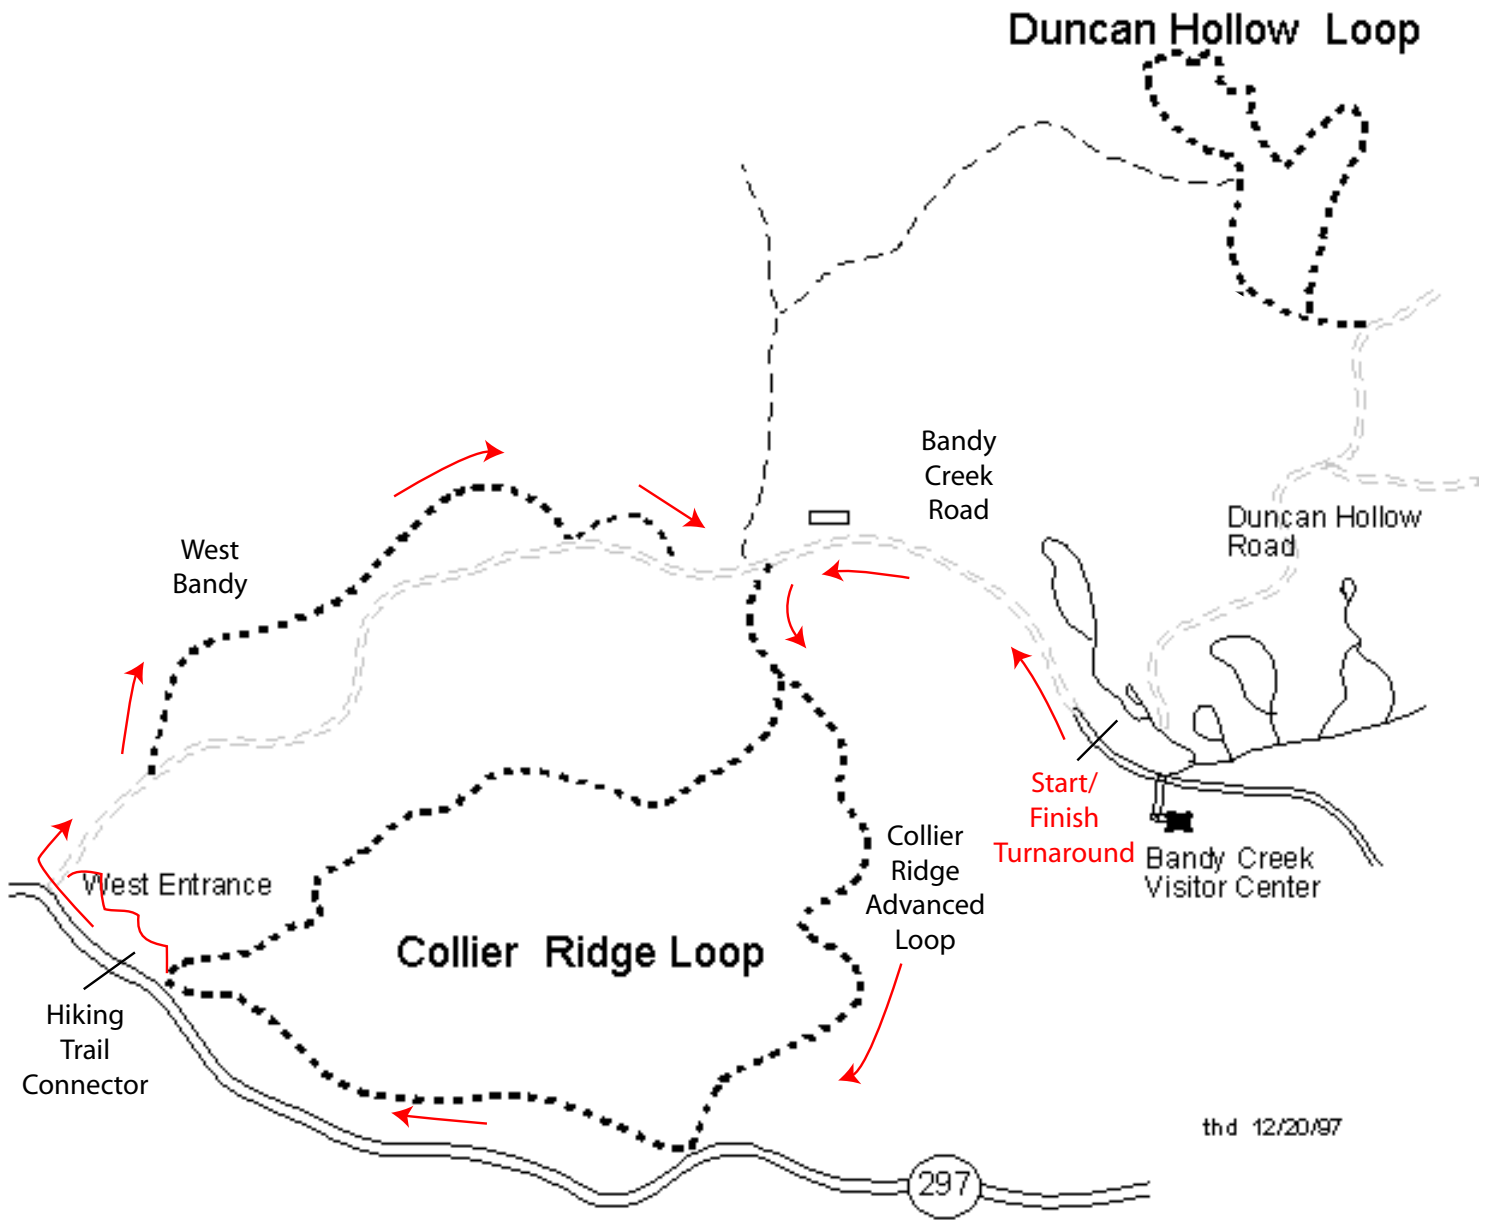 Duncan Hollow Loop
Bandy
Creek
Road
West
Bandy
Duncan Hollow
Road
Start/
Finish
Turnaround
Bandy Creek
Visitor Center
Collier
Ridge
Advanced
Loop
West Entrance
Collier Ridge Loop
Hiking
Trail
Connector
thd 12/20/97
297